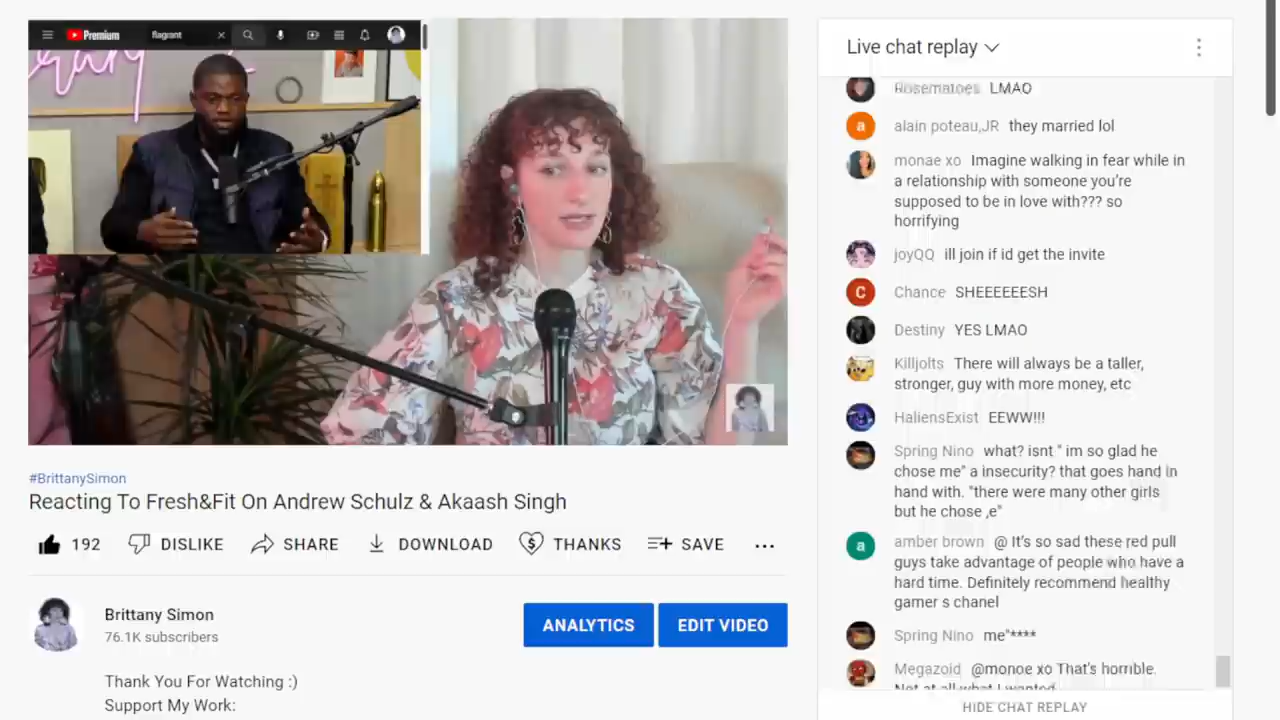 Premium
flagrant
Live chat replay
Rosematoes LMAO
alain poteau,JR they married lol
monae xo Imagine walking in fear while in
a relationship with someone you're
supposed to be in love with??? so
horrifying
joyQQ ill join if id get the invite
Chance SHEEEEEESH
Destiny YES LMAO
Killjolts There will always be a taller,
stronger, guy with more money, etc
HaliensExist EEWW!!!
Spring Nino what? isnt " im so glad he
chose me" a insecurity? that goes hand in
hand with. "there were many other girls
but he chose ,e"
a amber brown @ It's so sad these red pull
guys take advantage of people who have a
hard time. Definitely recommend healthy
gamer s chanel
Spring Nino me"****
Megazoid @monoe xo That's horrible.
Not at all what I wanted
HIDE CHAT REPLAY
#BrittanySimon
Reacting To Fresh&Fit On Andrew Schulz & Akaash Singh
192 DISLIKE SHARE DOWNLOAD THANKS SAVE ...
Brittany Simon
76.1K subscribers
ANALYTICS EDIT VIDEO
Thank You For Watching :)
Support My Work: